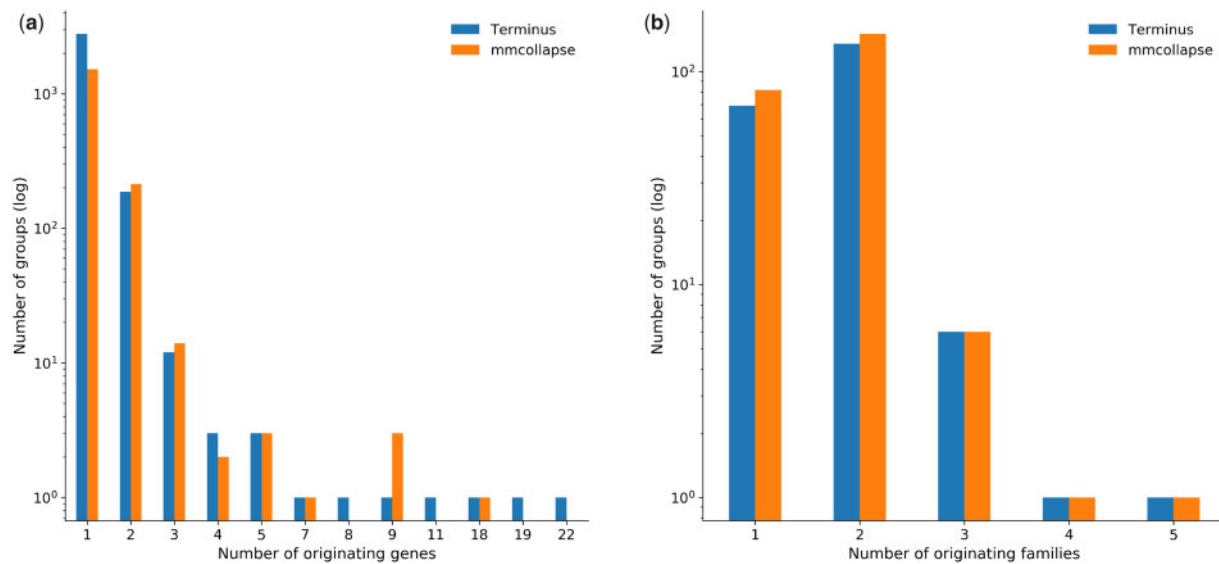 (a)
Terminus
mmcollapse
Number of groups (log)
10³
10²
10¹
10⁰
1 2 3 4 5 7 8 9 11 18 19 22
Number of originating genes
(b)
Terminus
mmcollapse
Number of groups (log)
10²
10¹
10⁰
1 2 3 4 5
Number of originating families